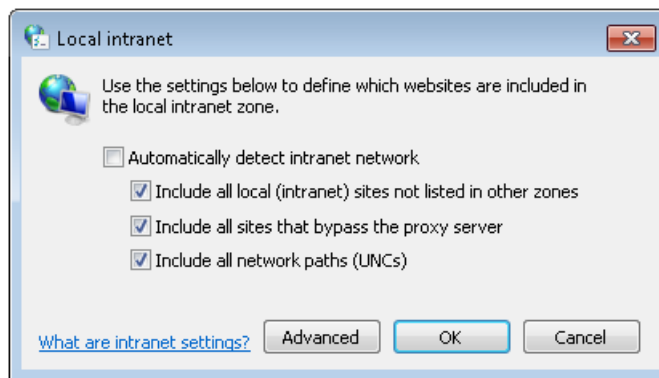 Local intranet
Use the settings below to define which websites are included in
the local intranet zone.
Automatically detect intranet network
Include all local (intranet) sites not listed in other zones
Include all sites that bypass the proxy server
Include all network paths (UNCs)
What are intranet settings? Advanced OK Cancel